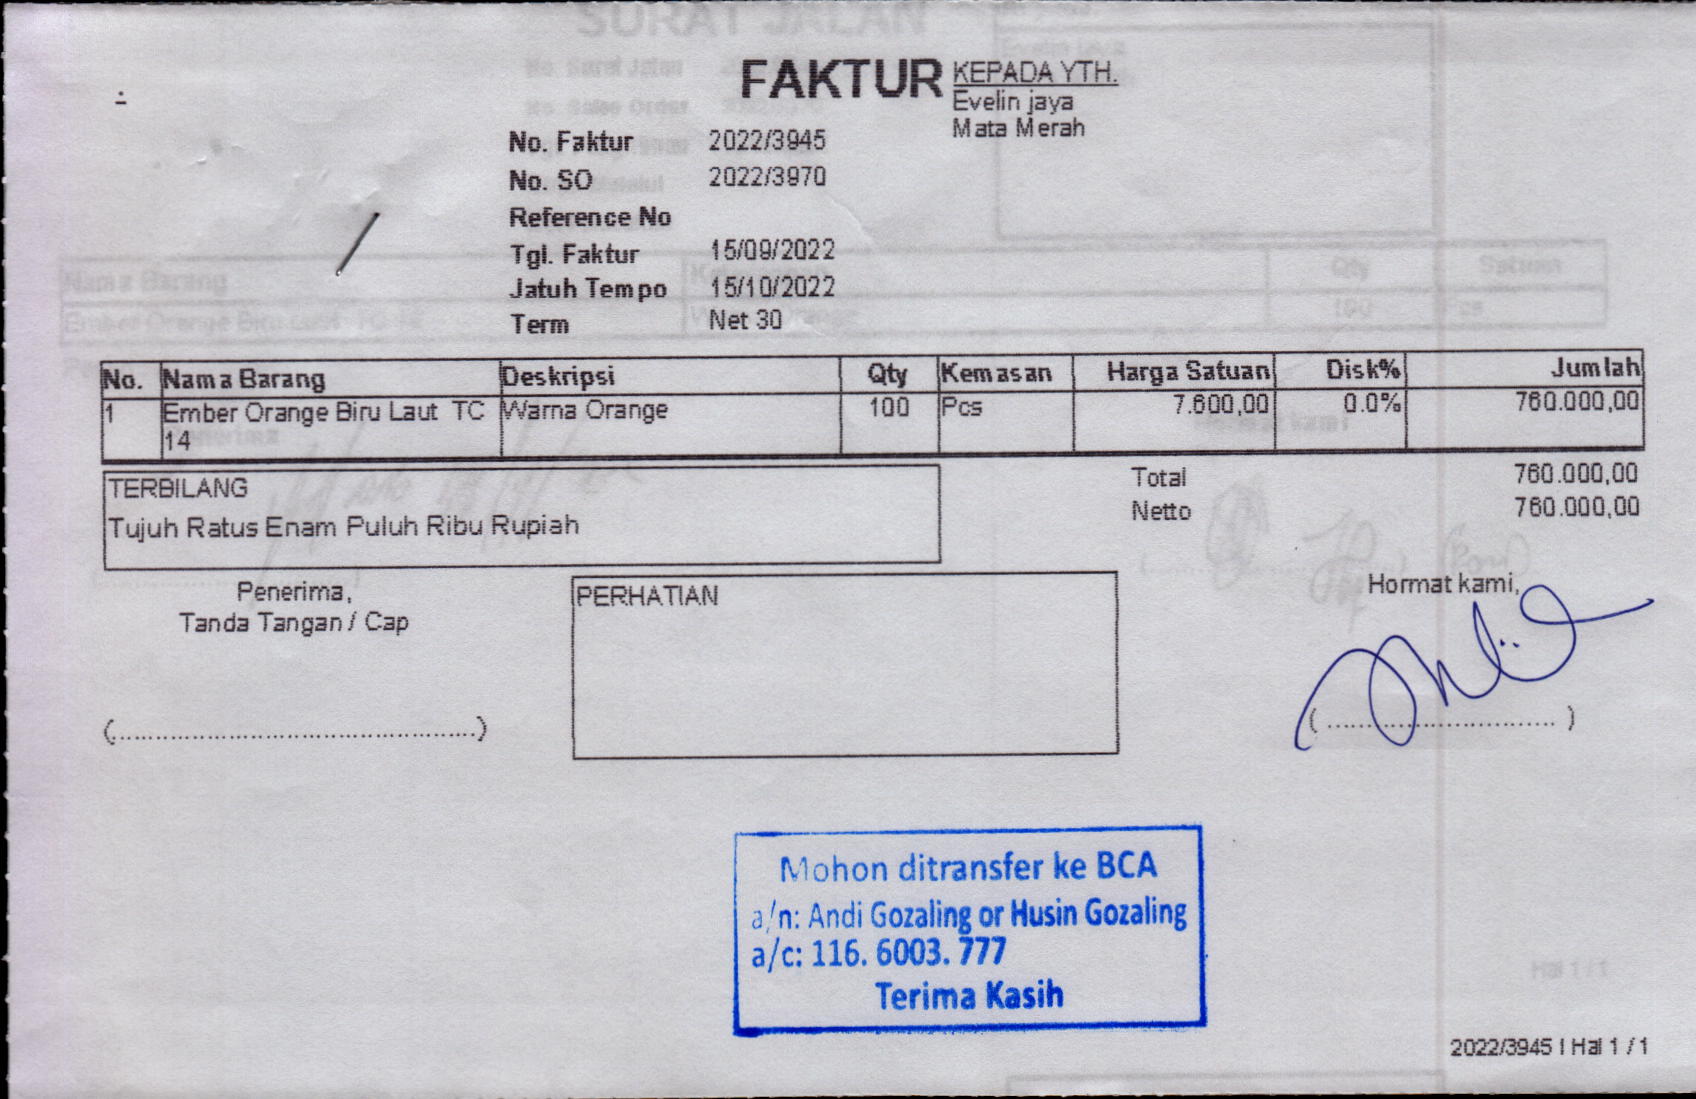 FAKTUR
KEPADA YTH.
Evelin jaya
Mata Merah
No. Faktur 2022/3945
No. SO 2022/3970
Reference No
Tgl. Faktur 15/09/2022
Jatuh Tempo 15/10/2022
Term Net 30
No. Nama Barang Deskripsi Qty Kemasan Harga Satuan Disk% Jumlah
1 Ember Orange Biru Laut TC Warna Orange 100 Pcs 7.600,00 0.0% 760.000,00
14
TERBILANG
Tujuh Ratus Enam Puluh Ribu Rupiah
Total 760.000,00
Netto 760.000,00
Penerima,
Tanda Tangan / Cap
PERHATIAN
Hormat kami,
Mohon ditransfer ke BCA
a/n: Andi Gozaling or Husin Gozaling
a/c: 116. 6003. 777
Terima Kasih
2022/3945 | Hal 1 / 1